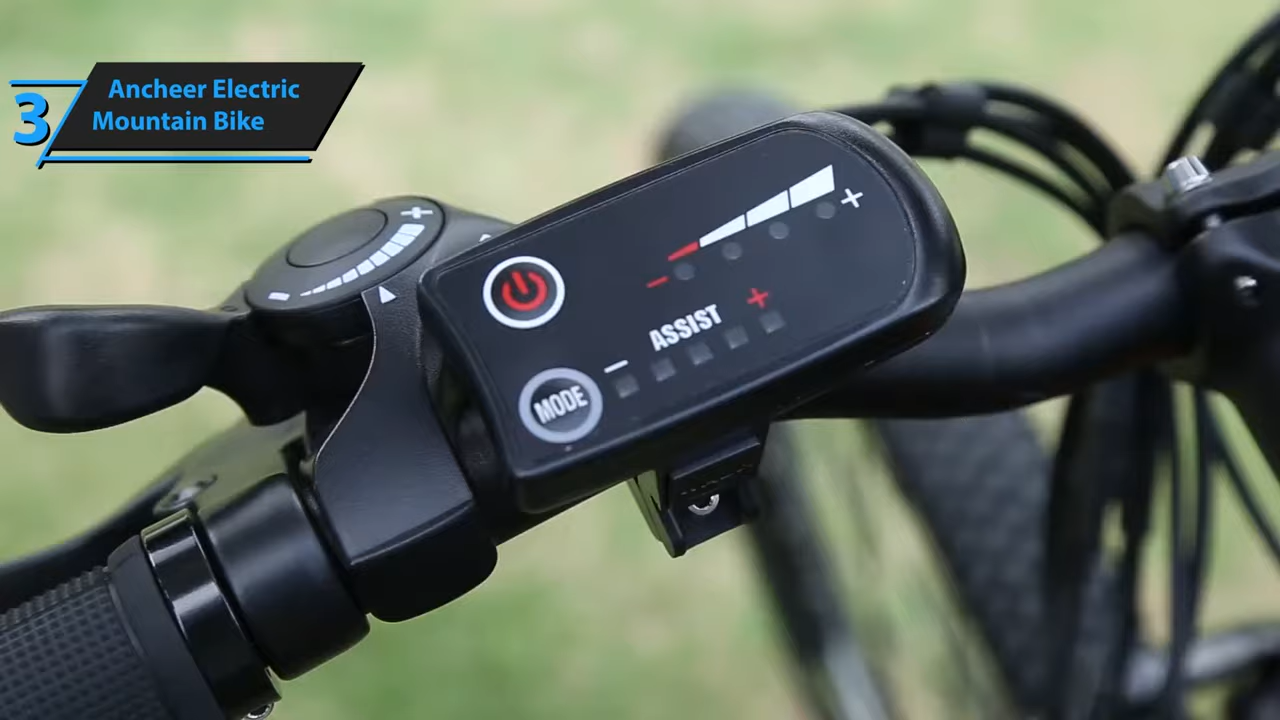 3
Ancheer Electric
Mountain Bike
+
+
-
ASSIST
+
-
MODE